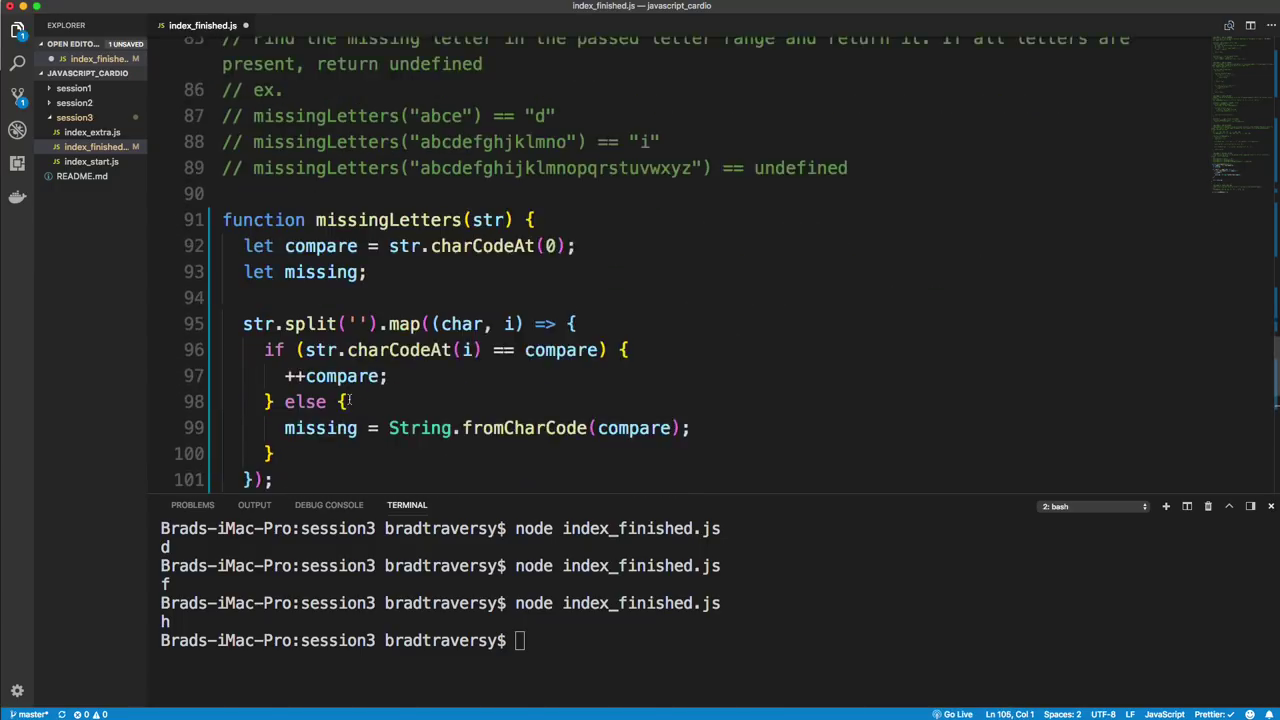 index_finished.js — javascript_cardio
EXPLORER
index_finished.js
OPEN EDITO... 1 UNSAVED
index_finishe... M
JAVASCRIPT_CARDIO
session1
session2
session3
index_extra.js
index_finished... M
index_start.js
README.md
85 // Find the missing letter in the passed letter range and return it. If all letters are
present, return undefined
86 // ex.
87 // missingLetters("abce") == "d"
88 // missingLetters("abcdefghjklmno") == "i"
89 // missingLetters("abcdefghijklmnopqrstuvwxyz") == undefined
90
91 function missingLetters(str) {
92 let compare = str.charCodeAt(0);
93 let missing;
94
95 str.split('').map((char, i) => {
96 if (str.charCodeAt(i) == compare) {
97 ++compare;
98 } else {
99 missing = String.fromCharCode(compare);
100 }
101 });
PROBLEMS OUTPUT DEBUG CONSOLE TERMINAL 2: bash
Brads-iMac-Pro:session3 bradtraversy$ node index_finished.js
d
Brads-iMac-Pro:session3 bradtraversy$ node index_finished.js
f
Brads-iMac-Pro:session3 bradtraversy$ node index_finished.js
h
Brads-iMac-Pro:session3 bradtraversy$
master* 0 0 Go Live Ln 106, Col 1 Spaces: 2 UTF-8 LF JavaScript Prettier: ✓